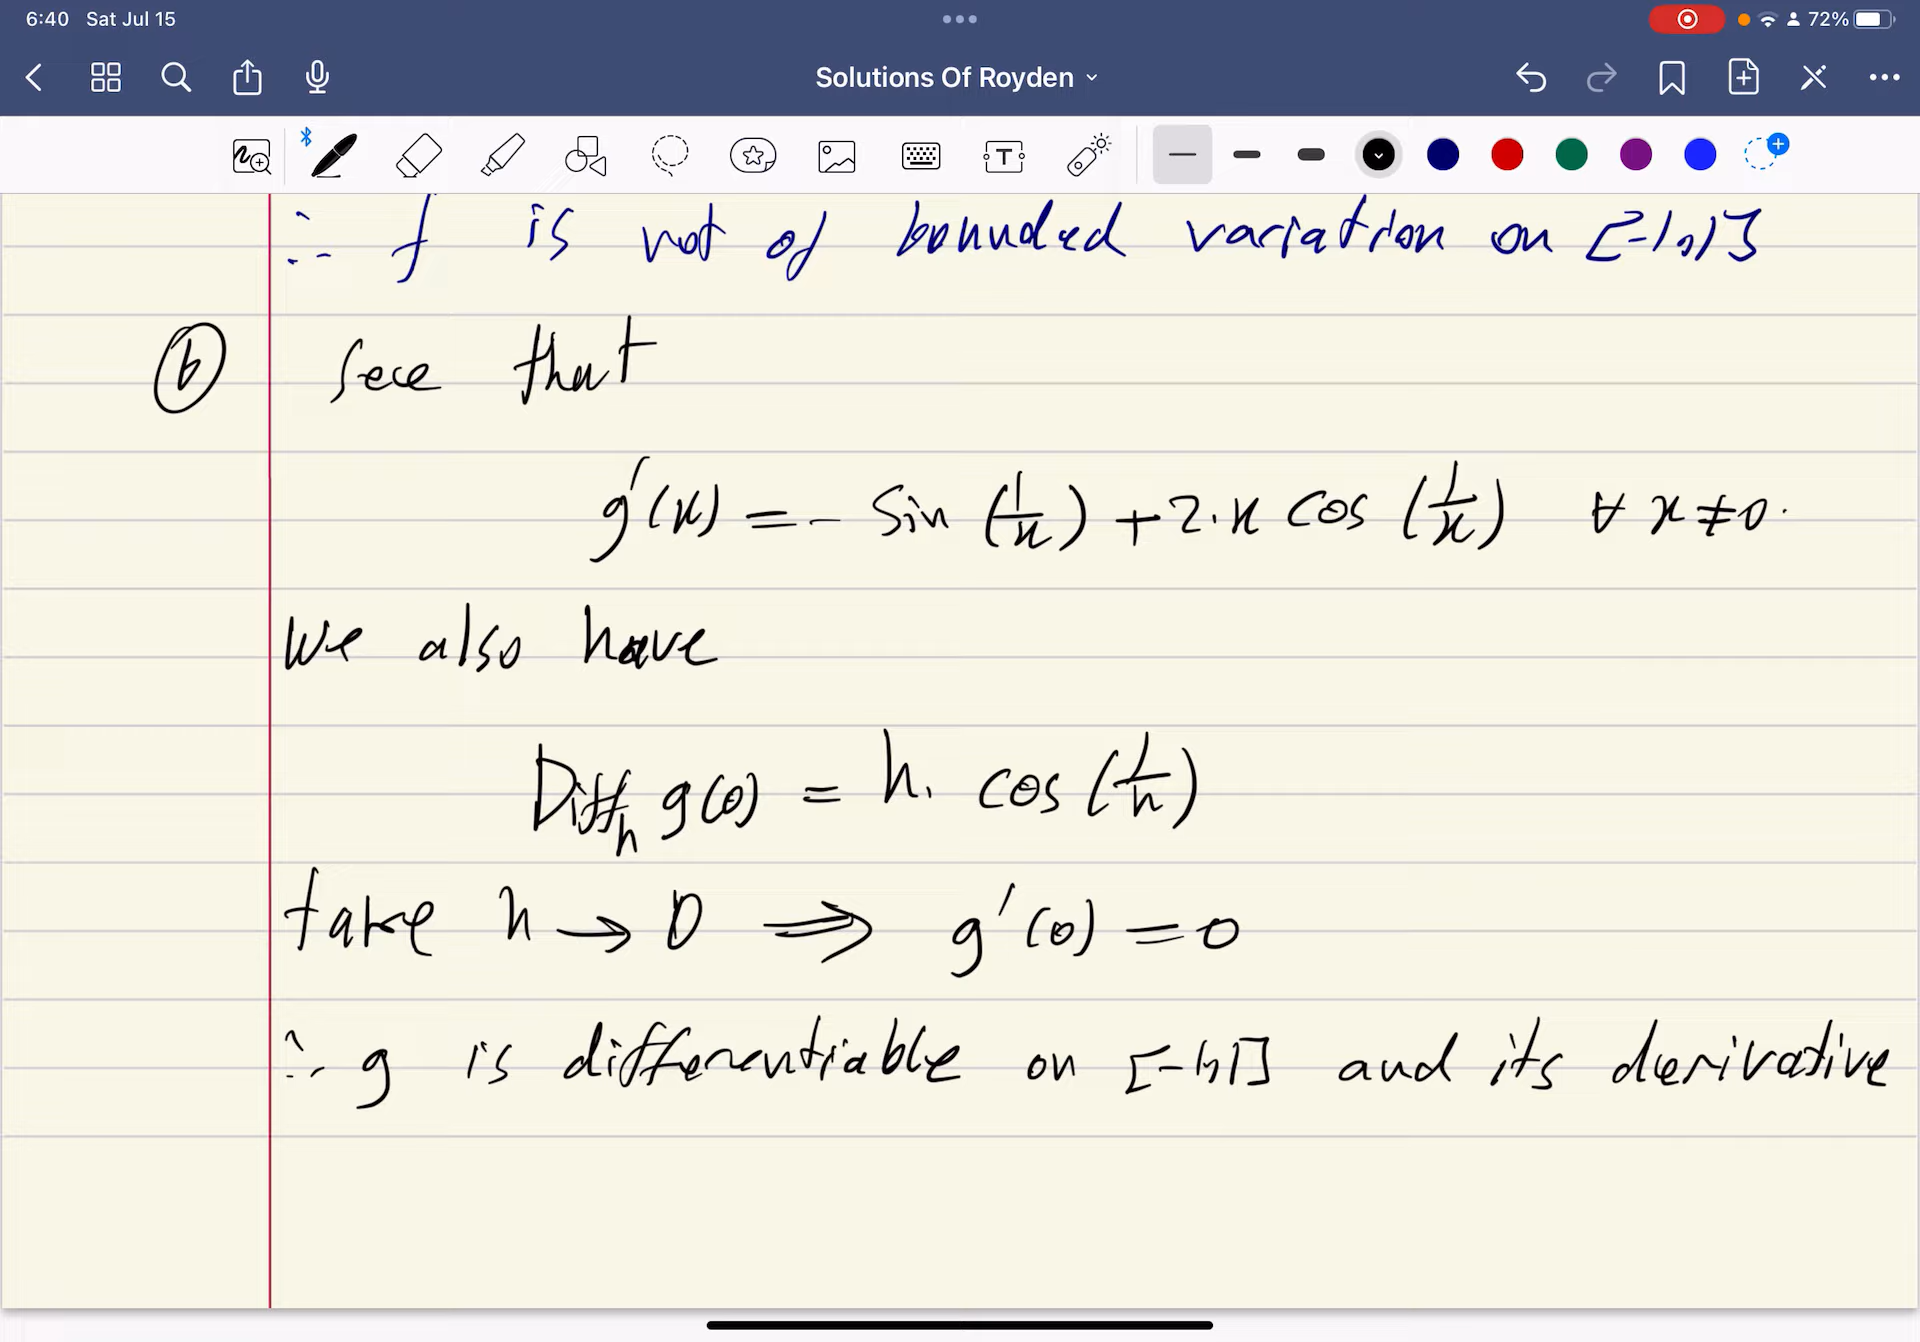 6:40 Sat Jul 15 72%
Solutions Of Royden
∴ f is not of bounded variation on [-1,1]
ⓑ see that
g'(x) = - sin (1/x) + 2·x cos (1/x) ∀ x≠0.
We also have
Diff_h g(0) = h. cos (1/h)
take h → 0 ⟹ g'(0) = 0
∴ g is differentiable on [-1,1] and its derivative